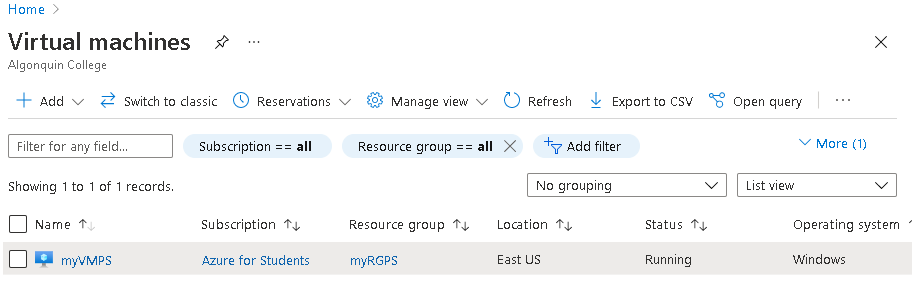 Home >
Virtual machines ...
Algonquin College
+ Add Switch to classic Reservations Manage view Refresh Export to CSV Open query ...
Filter for any field... Subscription == all Resource group == all Add filter More (1)
Showing 1 to 1 of 1 records. No grouping List view
Name Subscription Resource group Location Status Operating system
myVMPS Azure for Students myRGPS East US Running Windows